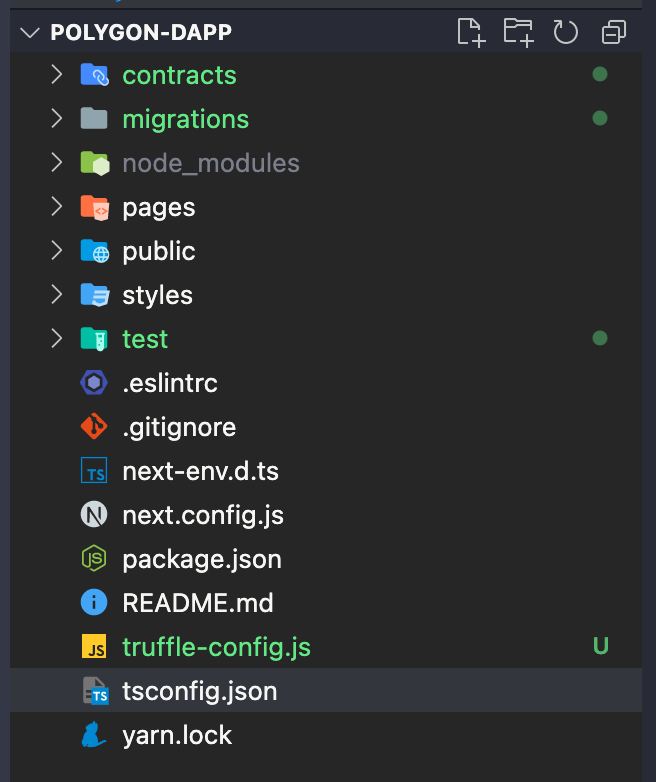 POLYGON-DAPP
contracts
migrations
node_modules
pages
public
styles
test
.eslintrc
.gitignore
TS next-env.d.ts
N next.config.js
JS package.json
i README.md
JS truffle-config.js U
TS tsconfig.json
yarn.lock